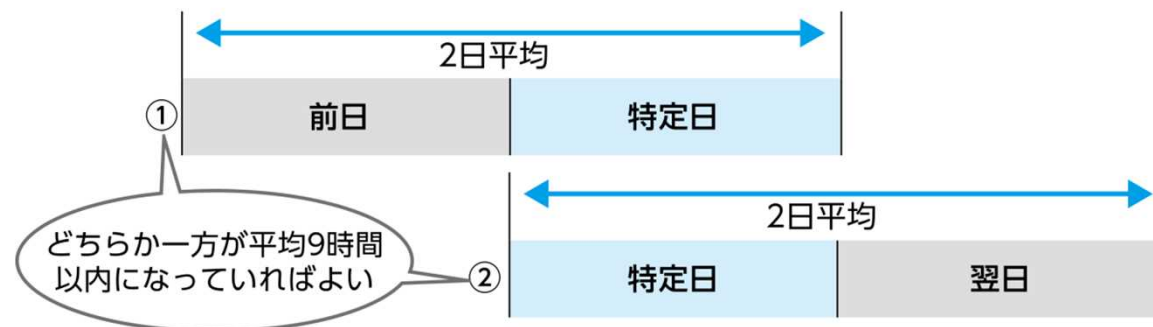 2日平均
① 前日 特定日
2日平均
どちらか一方が平均9時間
以内になっていればよい
② 特定日 翌日